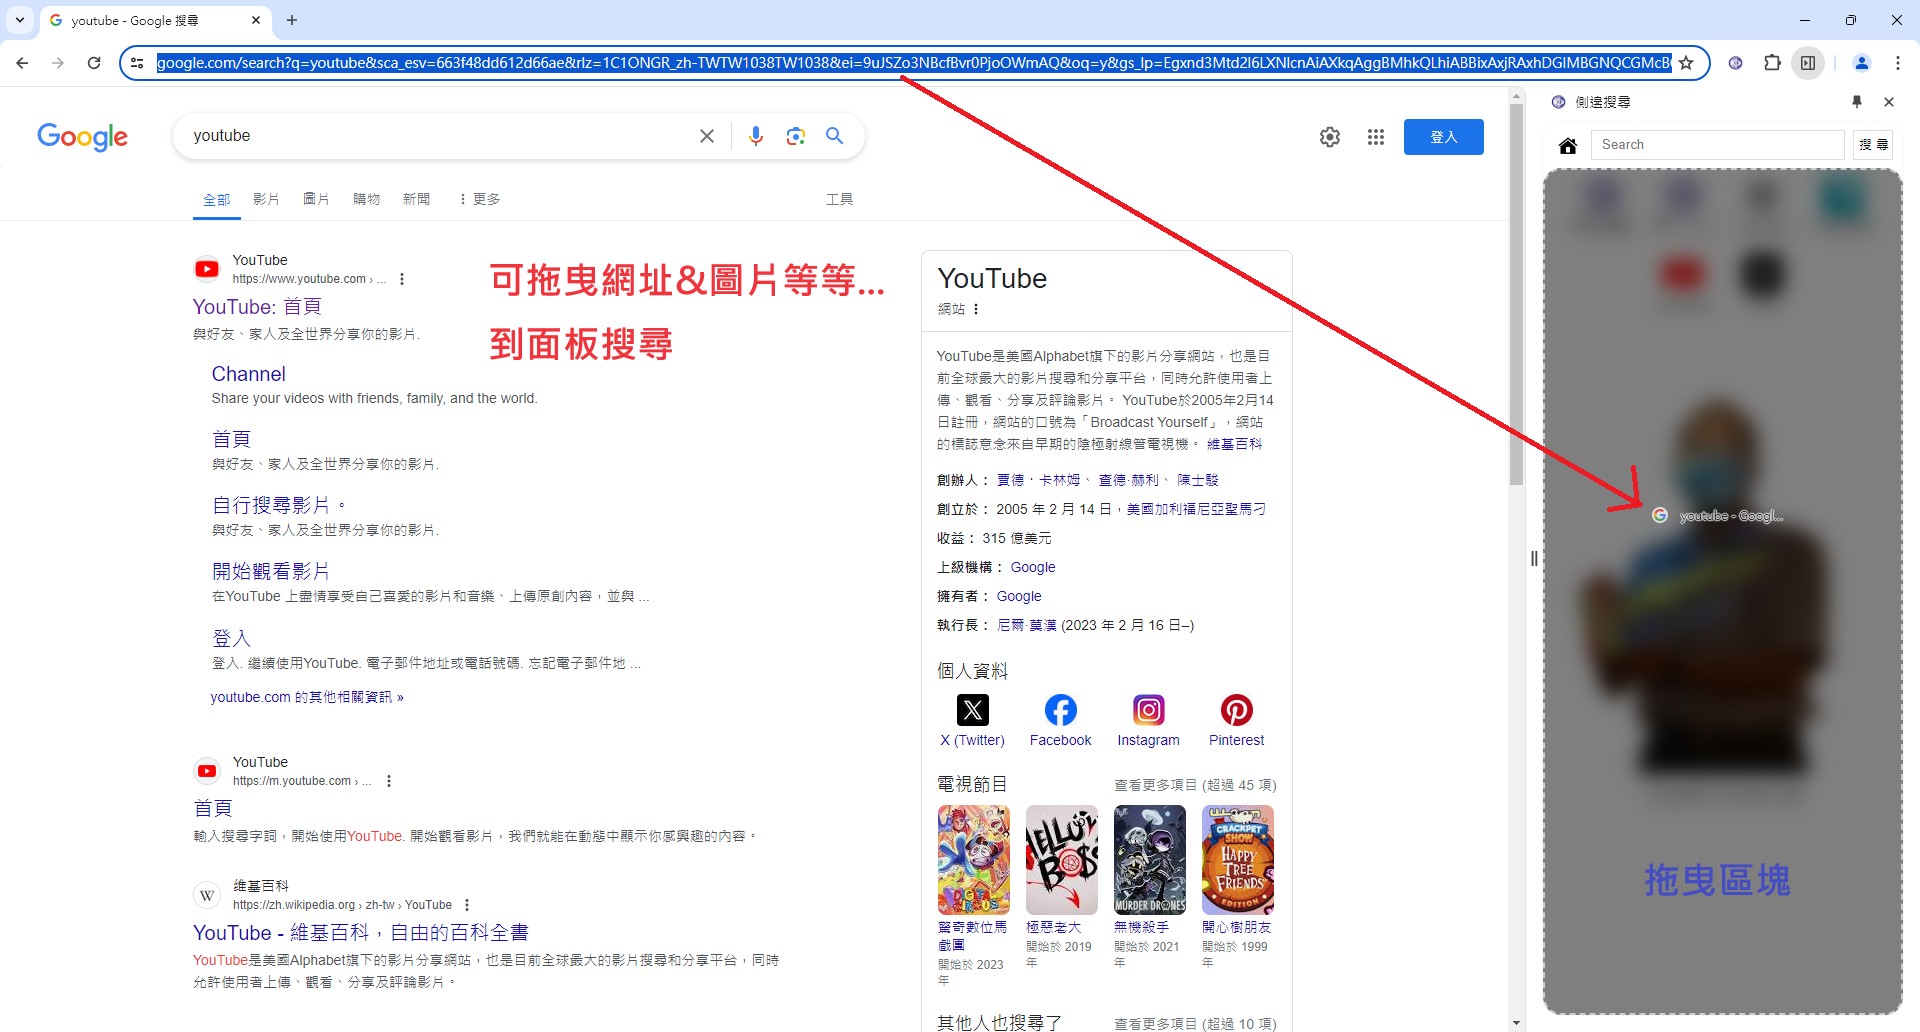 youtube - Google 搜尋
google.com/search?q=youtube&sca_esv=663f48dd612d66ae&rlz=1C1ONGR_zh-TWTW1038TW1038&ei=9uJSZo3NBcfBvr0PjoOWmAQ&oq=y&gs_lp=Egxnd3Mtd2l6LXNlcnAiAXkqAggBMhkQLhiABBixAxjRAxhDGIMBGNQCGMcB
側邊搜尋
Google
youtube
登入
Search
搜 尋
全部 影片 圖片 購物 新聞 更多 工具
YouTube
https://www.youtube.com › ...
YouTube: 首頁
與好友、家人及全世界分享你的影片.
可拖曳網址&圖片等等...
到面板搜尋
Channel
Share your videos with friends, family, and the world.
首頁
與好友、家人及全世界分享你的影片.
自行搜尋影片。
與好友、家人及全世界分享你的影片.
開始觀看影片
在YouTube 上盡情享受自己喜愛的影片和音樂、上傳原創內容，並與 ...
登入
登入. 繼續使用YouTube. 電子郵件地址或電話號碼. 忘記電子郵件地 ...
youtube.com 的其他相關資訊 »
YouTube
https://m.youtube.com › ...
首頁
輸入搜尋字詞，開始使用YouTube. 開始觀看影片，我們就能在動態中顯示你感興趣的內容。
W
維基百科
https://zh.wikipedia.org › zh-tw › YouTube
YouTube - 維基百科，自由的百科全書
YouTube是美國Alphabet旗下的影片分享網站，也是目前全球最大的影片搜尋和分享平台，同時
允許使用者上傳、觀看、分享及評論影片。
YouTube
網站
YouTube是美國Alphabet旗下的影片分享網站，也是目
前全球最大的影片搜尋和分享平台，同時允許使用者上
傳、觀看、分享及評論影片。 YouTube於2005年2月14
日註冊，網站的口號為「Broadcast Yourself」，網站
的標誌意念來自早期的陰極射線管電視機。 維基百科
創辦人： 賈德·卡林姆、 查德·赫利、 陳士駿
創立於： 2005 年 2 月 14 日，美國加利福尼亞聖馬刁
收益： 315 億美元
上級機構： Google
擁有者： Google
執行長： 尼爾·莫漢 (2023 年 2 月 16 日–)
個人資料
X (Twitter) Facebook Instagram Pinterest
電視節目 查看更多項目 (超過 45 項)
HELLUVA BOSS
MURDER DRONES
CRACKPET SHOW
HAPPY TREE FRIENDS EDITION
驚奇數位馬戲團 開始於 2023 年
極惡老大 開始於 2019 年
無機殺手 開始於 2021 年
開心樹朋友 開始於 1999 年
其他人也搜尋了 查看更多項目 (超過 10 項)
youtube - Googl...
拖曳區塊